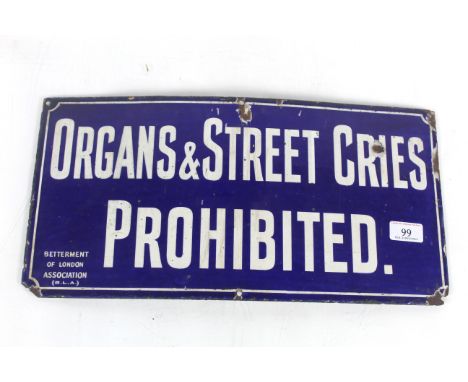 ORGANS & STREET CRIES
PROHIBITED.
BETTERMENT
OF LONDON
ASSOCIATION
(B.L.A.)
99